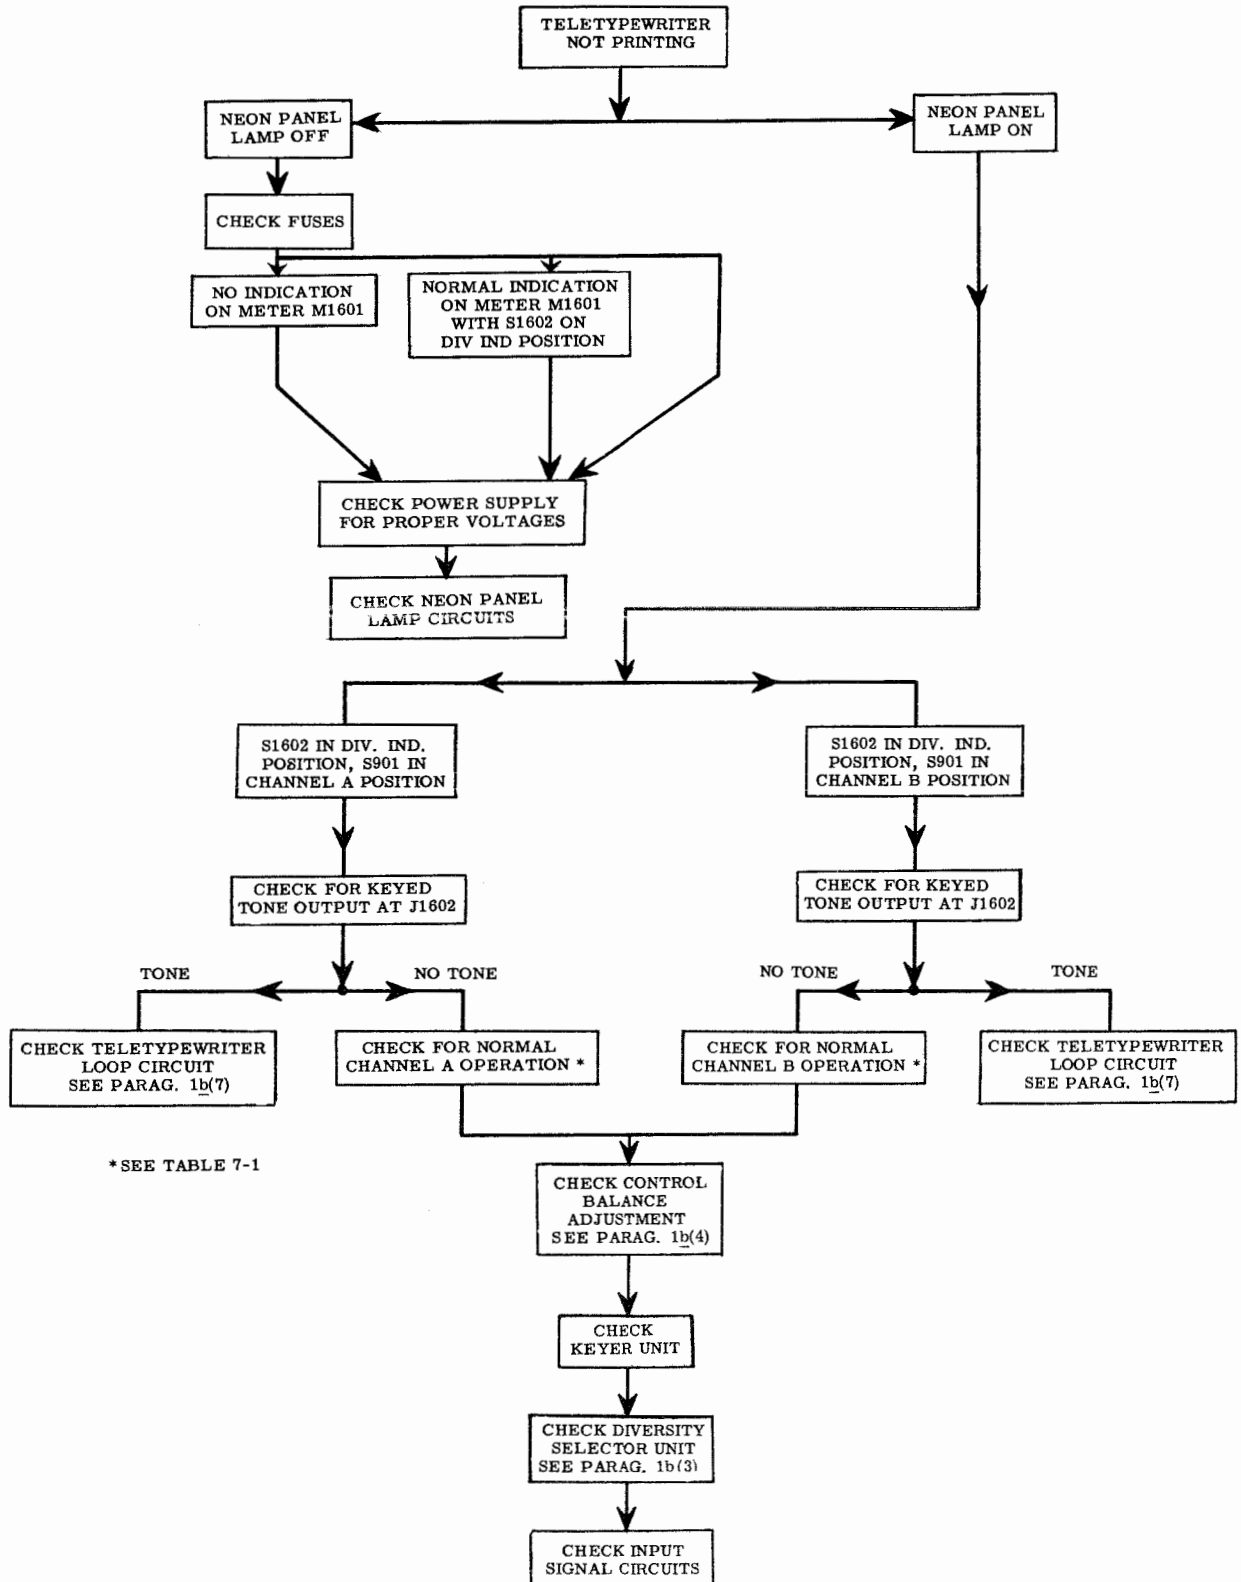 TELETYPEWRITER
NOT PRINTING
NEON PANEL
LAMP OFF
NEON PANEL
LAMP ON
CHECK FUSES
NO INDICATION
ON METER M1601
NORMAL INDICATION
ON METER M1601
WITH S1602 ON
DIV IND POSITION
CHECK POWER SUPPLY
FOR PROPER VOLTAGES
CHECK NEON PANEL
LAMP CIRCUITS
S1602 IN DIV. IND.
POSITION, S901 IN
CHANNEL A POSITION
S1602 IN DIV. IND.
POSITION, S901 IN
CHANNEL B POSITION
CHECK FOR KEYED
TONE OUTPUT AT J1602
CHECK FOR KEYED
TONE OUTPUT AT J1602
TONE
NO TONE
NO TONE
TONE
CHECK TELETYPEWRITER
LOOP CIRCUIT
SEE PARAG. 1b(7)
CHECK FOR NORMAL
CHANNEL A OPERATION *
CHECK FOR NORMAL
CHANNEL B OPERATION *
CHECK TELETYPEWRITER
LOOP CIRCUIT
SEE PARAG. 1b(7)
*SEE TABLE 7-1
CHECK CONTROL
BALANCE
ADJUSTMENT
SEE PARAG. 1b(4)
CHECK
KEYER UNIT
CHECK DIVERSITY
SELECTOR UNIT
SEE PARAG. 1b(3)
CHECK INPUT
SIGNAL CIRCUITS